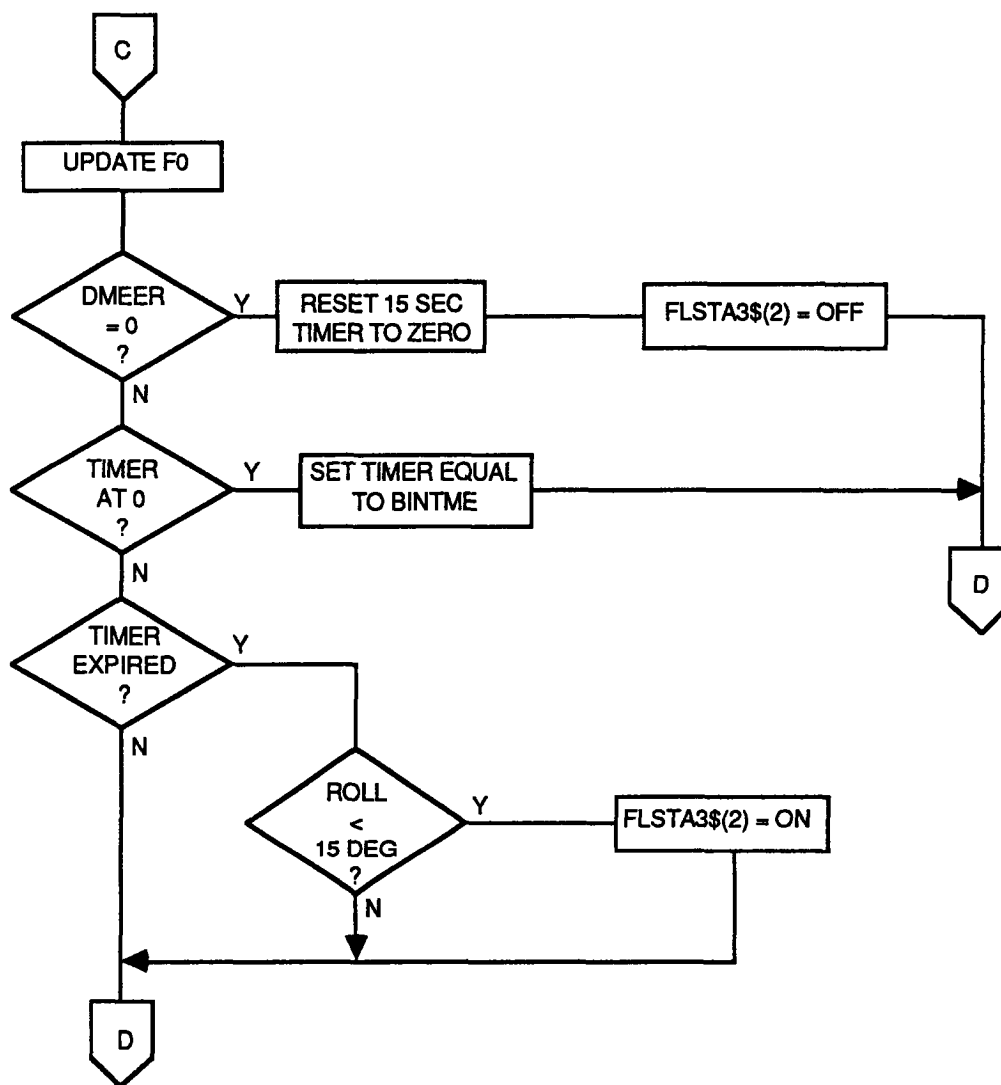 C
UPDATE F0
DMEER
= 0
?
Y
RESET 15 SEC
TIMER TO ZERO
FLSTA3$(2) = OFF
N
TIMER
AT 0
?
Y
SET TIMER EQUAL
TO BINTME
D
N
TIMER
EXPIRED
?
Y
N
ROLL
<
15 DEG
?
Y
FLSTA3$(2) = ON
N
D